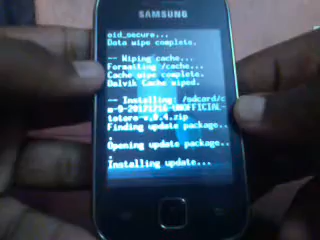 SAMSUNG
oid_secure...
Data wipe complete.
-- Wiping cache...
Formatting /cache...
Cache wipe complete.
Dalvik Cache wiped.
-- Installing: /sdcard/c
Finding update package..
.
Opening update package..
.
Installing update...